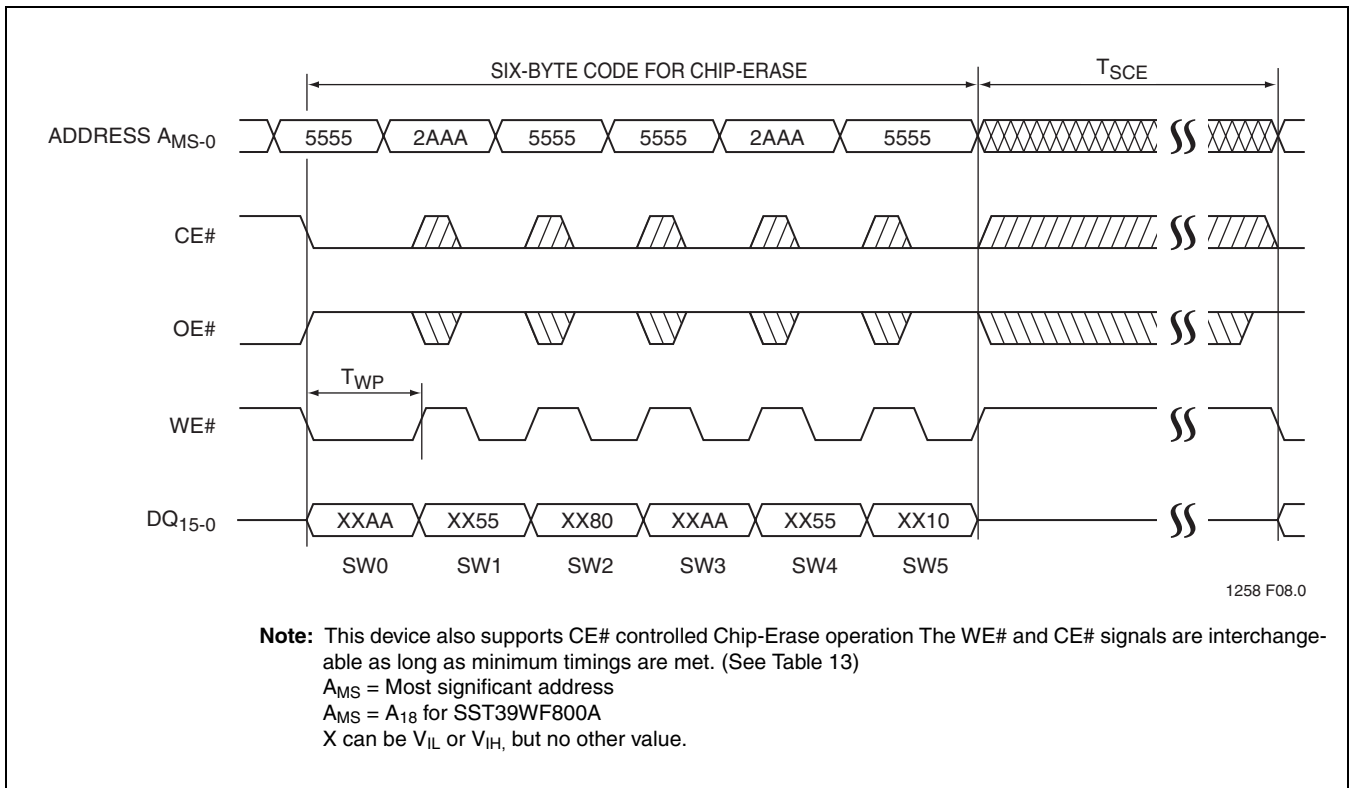 SIX-BYTE CODE FOR CHIP-ERASE TSCE
ADDRESS AMS-0 5555 2AAA 5555 5555 2AAA 5555
CE#
OE#
TWP
WE#
DQ15-0 XXAA XX55 XX80 XXAA XX55 XX10
SW0 SW1 SW2 SW3 SW4 SW5
1258 F08.0
Note: This device also supports CE# controlled Chip-Erase operation The WE# and CE# signals are interchange-
able as long as minimum timings are met. (See Table 13)
AMS = Most significant address
AMS = A18 for SST39WF800A
X can be VIL or VIH, but no other value.